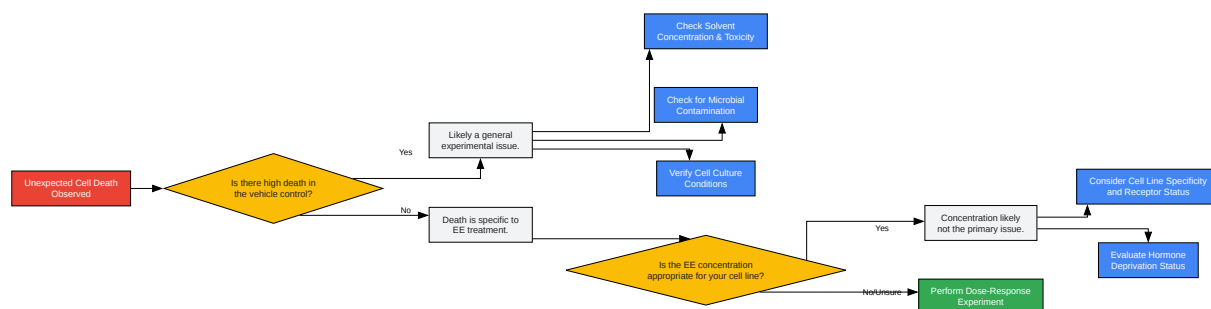 Check Solvent
Concentration & Toxicity
Check for Microbial
Contamination
Likely a general
experimental issue.
Yes
Verify Cell Culture
Conditions
Unexpected Cell Death
Observed
Is there high death in
the vehicle control?
Consider Cell Line Specificity
and Receptor Status
No
Death is specific to
EE treatment.
Concentration likely
not the primary issue.
Yes
Is the EE concentration
appropriate for your cell line?
Evaluate Hormone
Deprivation Status
No/Unsure
Perform Dose-Response
Experiment